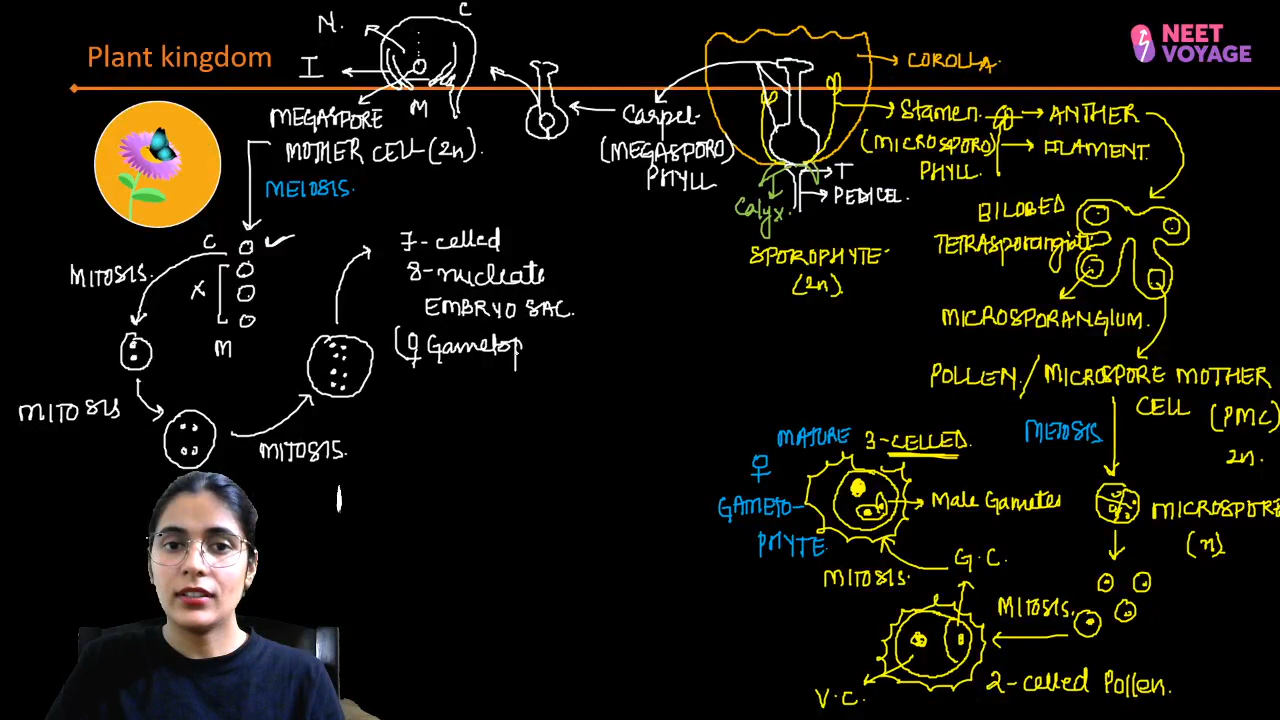 Plant kingdom
NEET
VOYAGE
N.
C
I
M
MEGASPORE
MOTHER CELL-(2n).
MEIOSIS.
C
X
M
MITOSIS.
MITOSIS
MITOSIS.
7-celled
8-nucleate
EMBRYO SAC.
(♀ Gametop
Carpel-
(MEGASPORO)
PHYLL
COROLLA.
Stamen
(MICROSPORO)
PHYLL.
ANTHER
FILAMENT.
T
PEDICEL.
Calyx.
SPOROPHYTE-
(2n)
BILOBED
TETRASporangiate
MICROSPORANGIUM.
POLLEN / MICROSPORE MOTHER
CELL (PMC)
2n.
MEIOSIS
MICROSPORE
(n)
MITOSIS.
2-celled Pollen.
V.C.
G.C.
MITOSIS.
MATURE 3-CELLED.
♀
GAMETO-
PHYTE.
Male Gametes